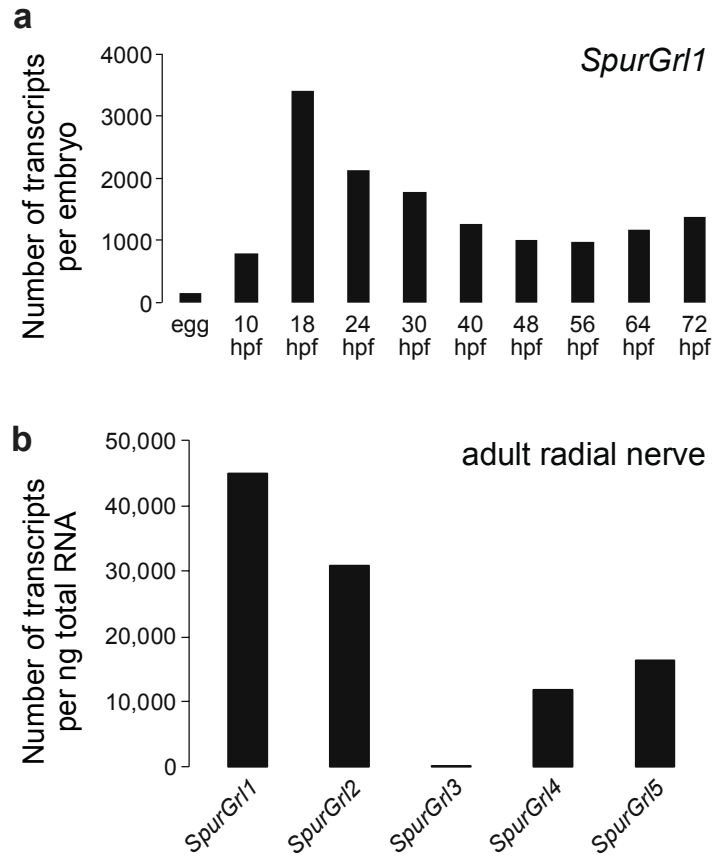 a
SpurGrl1
Number of transcripts
per embryo
4000
3000
2000
1000
0
egg 10 18 24 30 40 48 56 64 72
hpf hpf hpf hpf hpf hpf hpf hpf hpf
b
adult radial nerve
Number of transcripts
per ng total RNA
50,000
40,000
30,000
20,000
10,000
0
SpurGrl1
SpurGrl2
SpurGrl3
SpurGrl4
SpurGrl5